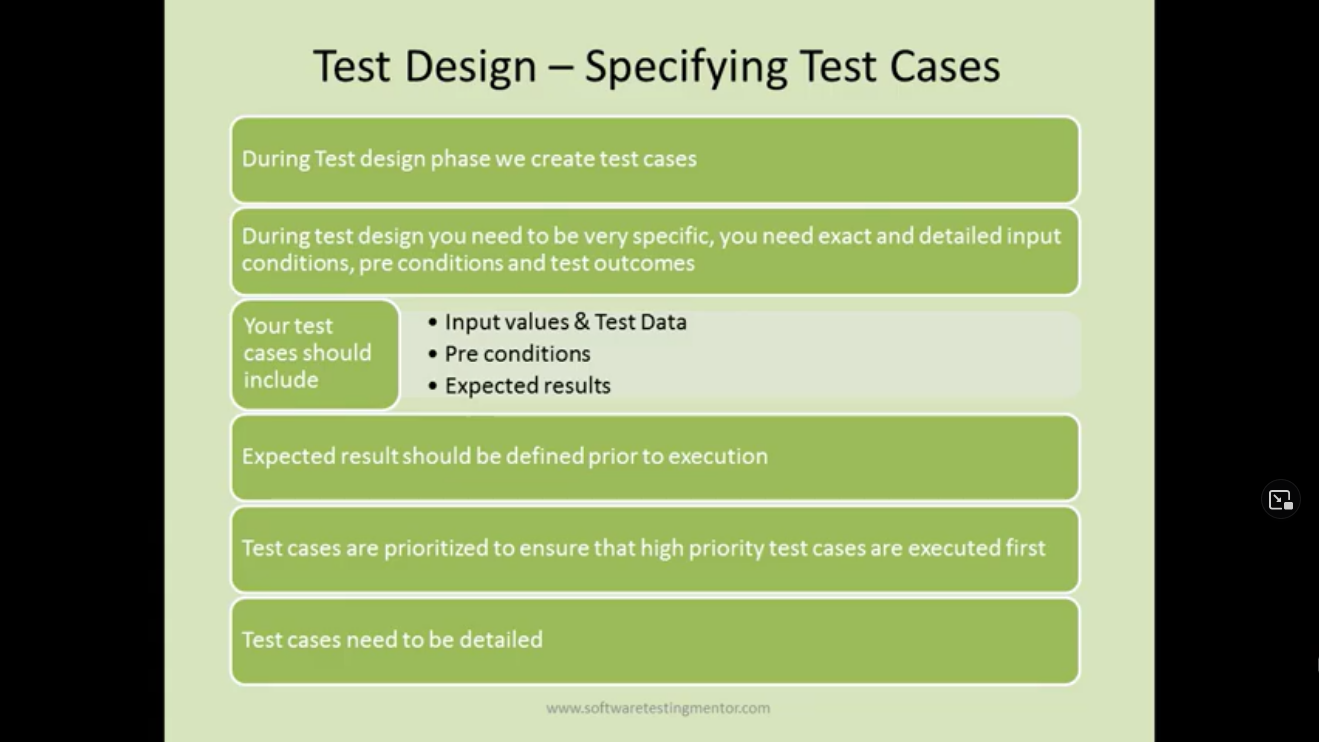 Test Design – Specifying Test Cases
During Test design phase we create test cases
During test design you need to be very specific, you need exact and detailed input
conditions, pre conditions and test outcomes
Your test
cases should
include
• Input values & Test Data
• Pre conditions
• Expected results
Expected result should be defined prior to execution
Test cases are prioritized to ensure that high priority test cases are executed first
Test cases need to be detailed
www.softwaretestingmentor.com